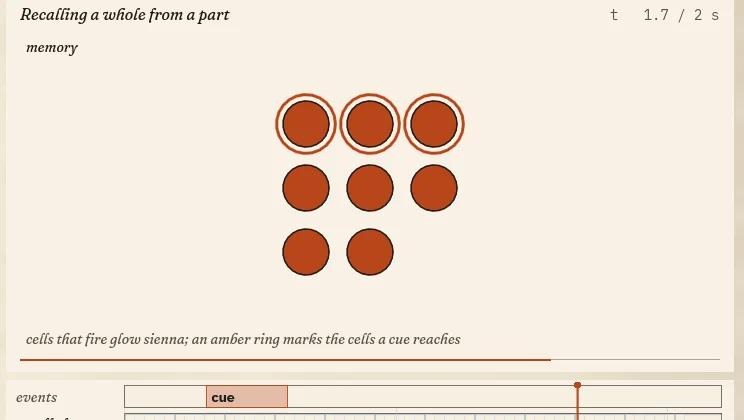 Recalling a whole from a part
t 1.7 / 2 s
memory
cells that fire glow sienna; an amber ring marks the cells a cue reaches
events
cue